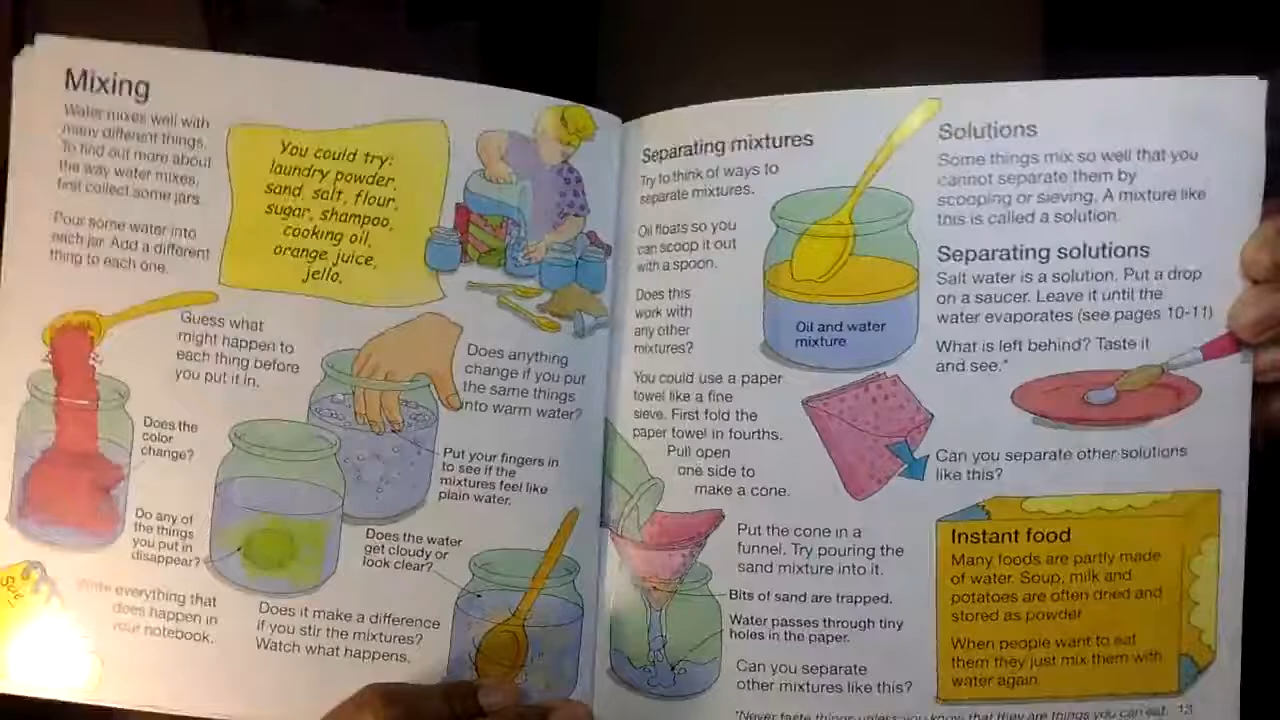 Mixing
Water mixes well with
many different things.
To find out more about
the way water mixes,
first collect some jars.
Pour some water into
each jar. Add a different
thing to each one.
You could try:
laundry powder,
sand, salt, flour,
sugar, shampoo,
cooking oil,
orange juice,
jello.
Guess what
might happen to
each thing before
you put it in.
Does anything
change if you put
the same things
into warm water?
Does the
color
change?
Put your fingers in
to see if the
mixtures feel like
plain water.
Do any of
the things
you put in
disappear?
Does the water
get cloudy or
look clear?
Write everything that
does happen in
your notebook.
Does it make a difference
if you stir the mixtures?
Watch what happens.
Separating mixtures
Try to think of ways to
separate mixtures.
Oil floats so you
can scoop it out
with a spoon.
Does this
work with
any other
mixtures?
Oil and water
mixture
You could use a paper
towel like a fine
sieve. First fold the
paper towel in fourths.
Pull open
one side to
make a cone.
Put the cone in a
funnel. Try pouring the
sand mixture into it.
Bits of sand are trapped.
Water passes through tiny
holes in the paper.
Can you separate
other mixtures like this?
Solutions
Some things mix so well that you
cannot separate them by
scooping or sieving. A mixture like
this is called a solution.
Separating solutions
Salt water is a solution. Put a drop
on a saucer. Leave it until the
water evaporates (see pages 10-11)
What is left behind? Taste it
and see.*
Can you separate other solutions
like this?
Instant food
Many foods are partly made
of water. Soup, milk and
potatoes are often dried and
stored as powder
When people want to eat
them they just mix them with
water again.
*Never taste things unless you know that they are things you can eat. 13